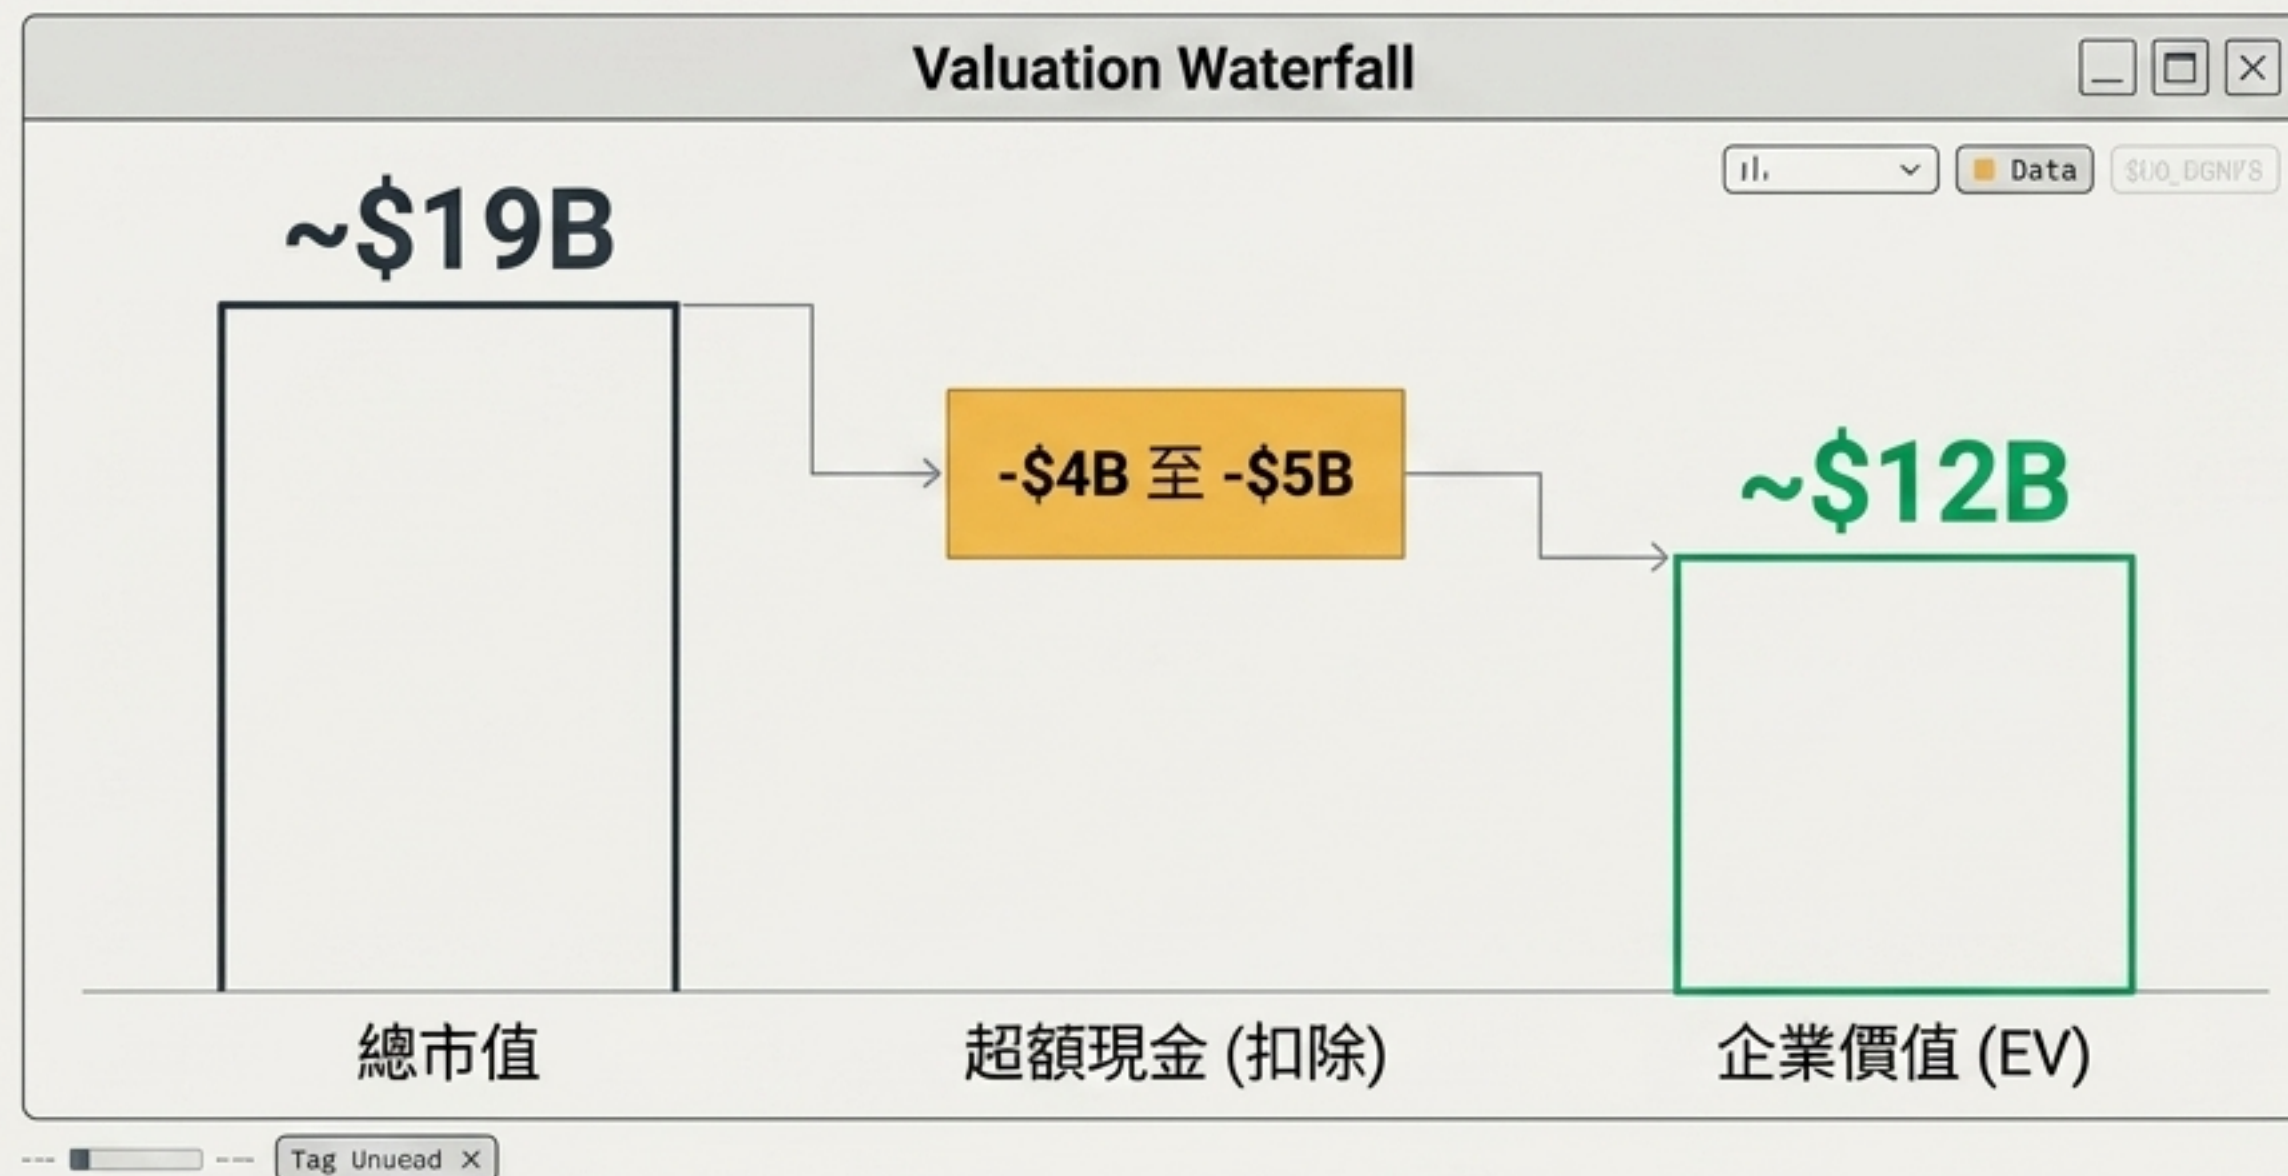 Valuation Waterfall
Data
~$19B
-$4B 至 -$5B
~$12B
總市值
超額現金 (扣除)
企業價值 (EV)
Tag Unuead